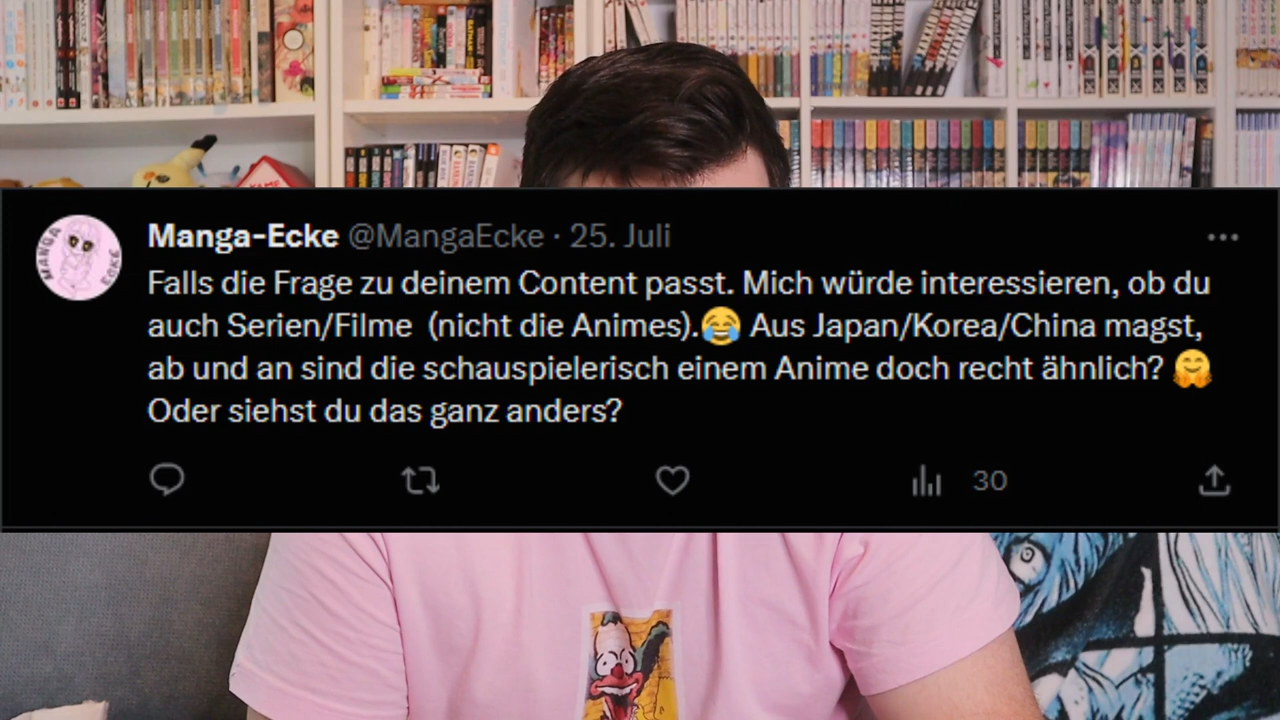 Manga-Ecke @MangaEcke · 25. Juli
Falls die Frage zu deinem Content passt. Mich würde interessieren, ob du
auch Serien/Filme (nicht die Animes).😂 Aus Japan/Korea/China magst,
ab und an sind die schauspielerisch einem Anime doch recht ähnlich? 🤗
Oder siehst du das ganz anders?
30
MANGA
ECKE